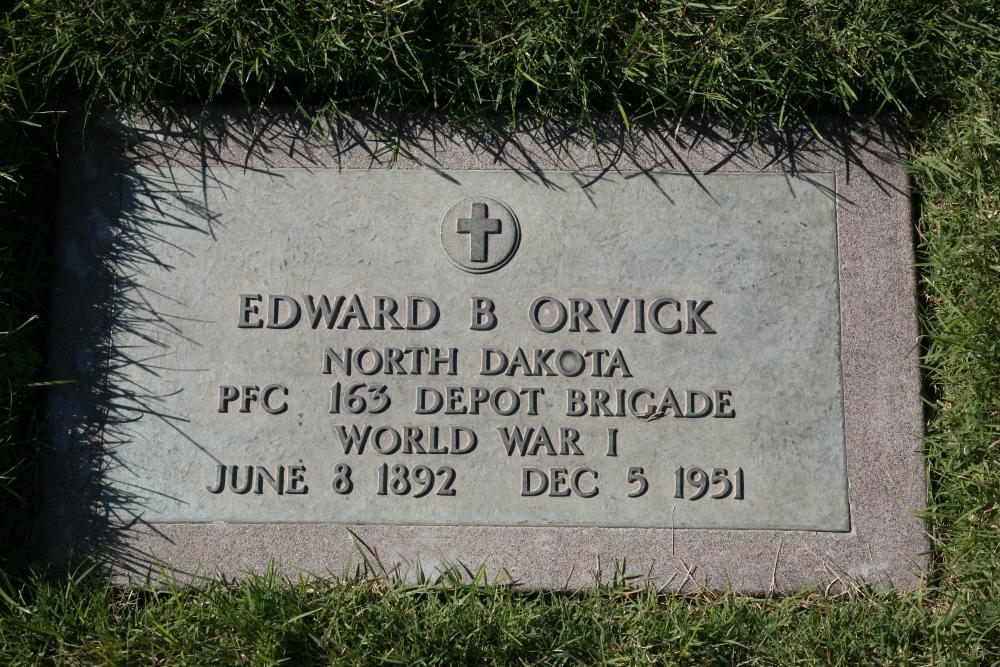 EDWARD B ORVICK
NORTH DAKOTA
PFC 163 DEPOT BRIGADE
WORLD WAR I
JUNE 8 1892 DEC 5 1951